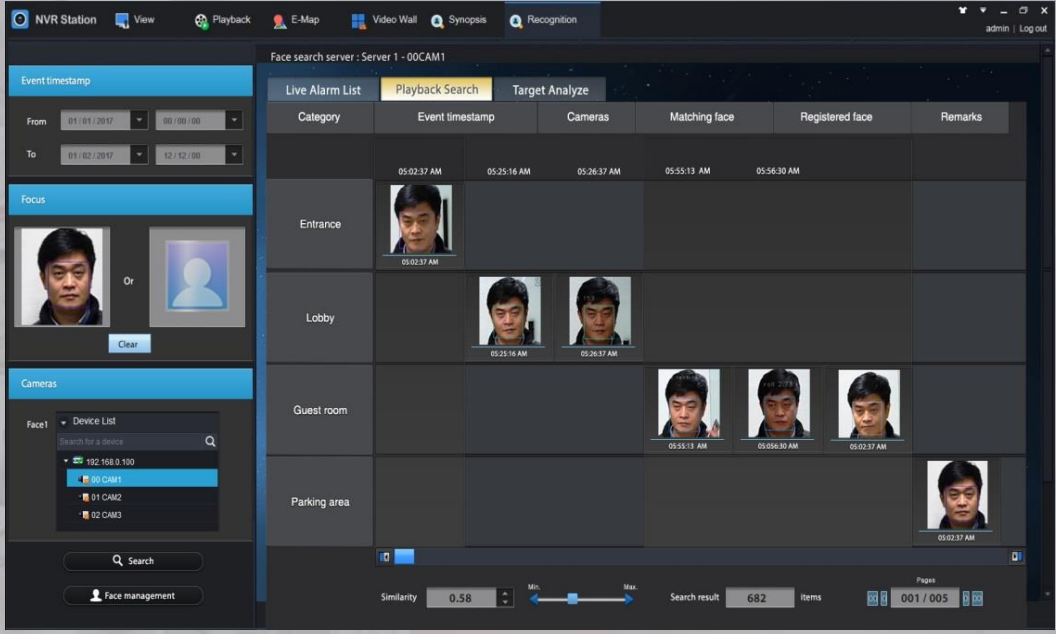 NVR Station View Playback E-Map Video Wall Synopsis Recognition
admin | Log out
Face search server : Server 1 - 00CAM1
Event timestamp
From 01 / 01 / 2017 00 / 00 / 00
To 01 / 02 / 2017 12 / 12 / 00
Focus
Or
Clear
Cameras
Face1 Device List
Search for a device
192.168.0.100
00 CAM1
01 CAM2
02 CAM3
Search
Face management
Live Alarm List Playback Search Target Analyze
Category Event timestamp Cameras Matching face Registered face Remarks
05:02:37 AM 05:25:16 AM 05:26:37 AM 05:55:13 AM 05:56:30 AM
Entrance
05:02:37 AM
Lobby
05:25:16 AM 05:26:37 AM
Guest room
05:55:13 AM 05:056:30 AM 05:02:37 AM
Parking area
05:02:37 AM
Min. Max. Pages
Similarity 0.58 Search result 682 items 001 / 005